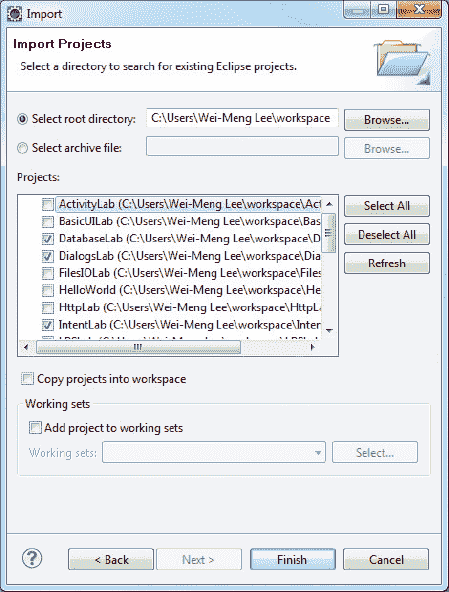 Import
Import Projects
Select a directory to search for existing Eclipse projects.
Select root directory: C:\Users\Wei-Meng Lee\workspace Browse...
Select archive file: Browse...
Projects:
ActivityLab (C:\Users\Wei-Meng Lee\workspace\Act
BasicUILab (C:\Users\Wei-Meng Lee\workspace\Bas
DatabaseLab (C:\Users\Wei-Meng Lee\workspace\D
DialogsLab (C:\Users\Wei-Meng Lee\workspace\Dia
FilesIOLab (C:\Users\Wei-Meng Lee\workspace\Files
HelloWorld (C:\Users\Wei-Meng Lee\workspace\He
HttpLab (C:\Users\Wei-Meng Lee\workspace\HttpL
IntentLab (C:\Users\Wei-Meng Lee\workspace\Inten
Select All
Deselect All
Refresh
Copy projects into workspace
Working sets
Add project to working sets
Working sets: Select...
? < Back Next > Finish Cancel